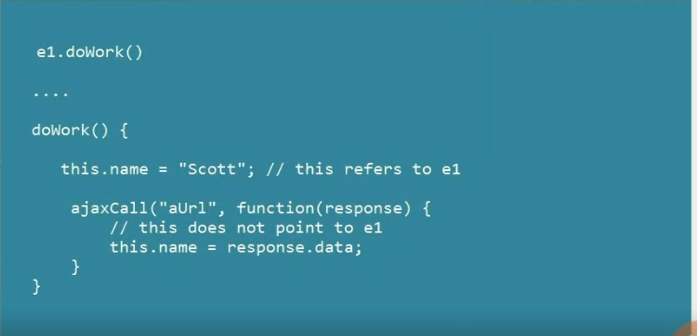 e1.doWork()
....
doWork() {
this.name = "Scott"; // this refers to e1
ajaxCall("aUrl", function(response) {
// this does not point to e1
this.name = response.data;
}
}